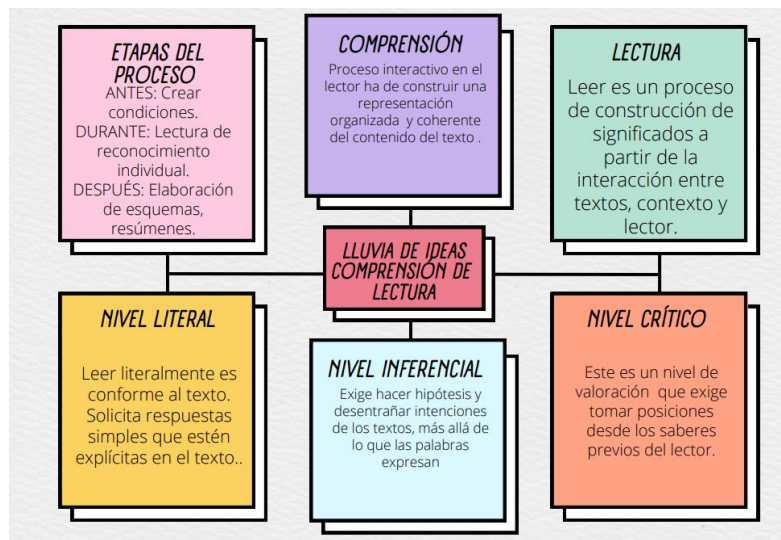 ETAPAS DEL
PROCESO
ANTES: Crear
condiciones.
DURANTE: Lectura de
reconocimiento
individual.
DESPUÉS: Elaboración
de esquemas,
resúmenes.
COMPRENSIÓN
Proceso interactivo en el
lector ha de construir una
representación
organizada y coherente
del contenido del texto .
LECTURA
Leer es un proceso
de construcción de
significados a
partir de la
interacción entre
textos, contexto y
lector.
LLUVIA DE IDEAS
COMPRENSIÓN DE
LECTURA
NIVEL LITERAL
Leer literalmente es
conforme al texto.
Solicita respuestas
simples que estén
explícitas en el texto..
NIVEL INFERENCIAL
Exige hacer hipótesis y
desentrañar intenciones
de los textos, más allá de
lo que las palabras
expresan
NIVEL CRÍTICO
Este es un nivel de
valoración que exige
tomar posiciones
desde los saberes
previos del lector.